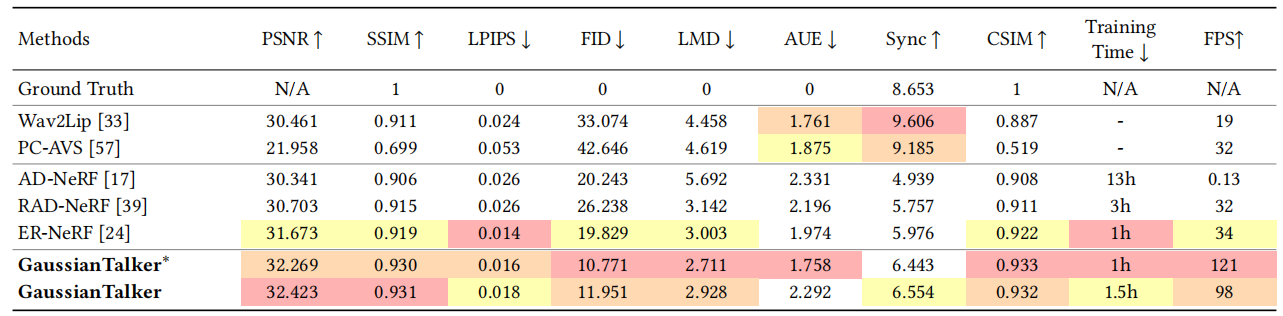 Methods PSNR ↑ SSIM ↑ LPIPS ↓ FID ↓ LMD ↓ AUE ↓ Sync ↑ CSIM ↑ Training Time ↓ FPS↑
Ground Truth N/A 1 0 0 0 0 8.653 1 N/A N/A
Wav2Lip [33] 30.461 0.911 0.024 33.074 4.458 1.761 9.606 0.887 - 19
PC-AVS [57] 21.958 0.699 0.053 42.646 4.619 1.875 9.185 0.519 - 32
AD-NeRF [17] 30.341 0.906 0.026 20.243 5.692 2.331 4.939 0.908 13h 0.13
RAD-NeRF [39] 30.703 0.915 0.026 26.238 3.142 2.196 5.757 0.911 3h 32
ER-NeRF [24] 31.673 0.919 0.014 19.829 3.003 1.974 5.976 0.922 1h 34
GaussianTalker* 32.269 0.930 0.016 10.771 2.711 1.758 6.443 0.933 1h 121
GaussianTalker 32.423 0.931 0.018 11.951 2.928 2.292 6.554 0.932 1.5h 98